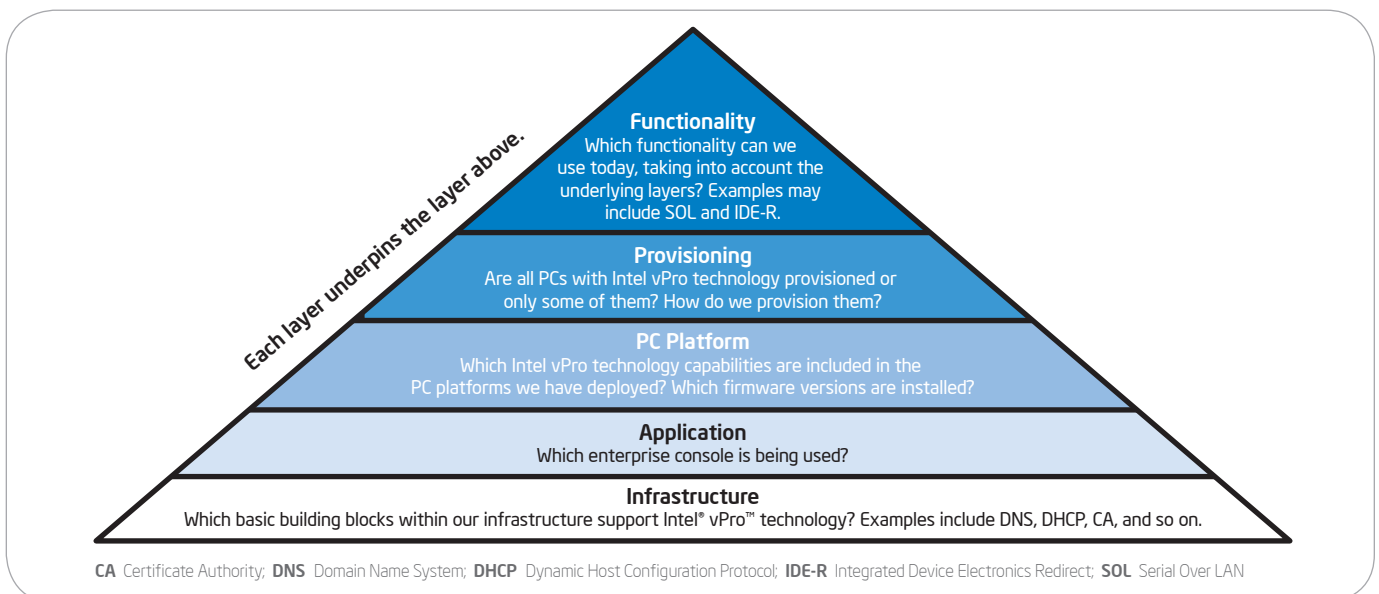 Each layer underpins the layer above.
Functionality
Which functionality can we
use today, taking into account the
underlying layers? Examples may
include SOL and IDE-R.
Provisioning
Are all PCs with Intel vPro technology provisioned or
only some of them? How do we provision them?
PC Platform
Which Intel vPro technology capabilities are included in the
PC platforms we have deployed? Which firmware versions are installed?
Application
Which enterprise console is being used?
Infrastructure
Which basic building blocks within our infrastructure support Intel® vPro™ technology? Examples include DNS, DHCP, CA, and so on.
CA Certificate Authority; DNS Domain Name System; DHCP Dynamic Host Configuration Protocol; IDE-R Integrated Device Electronics Redirect; SOL Serial Over LAN